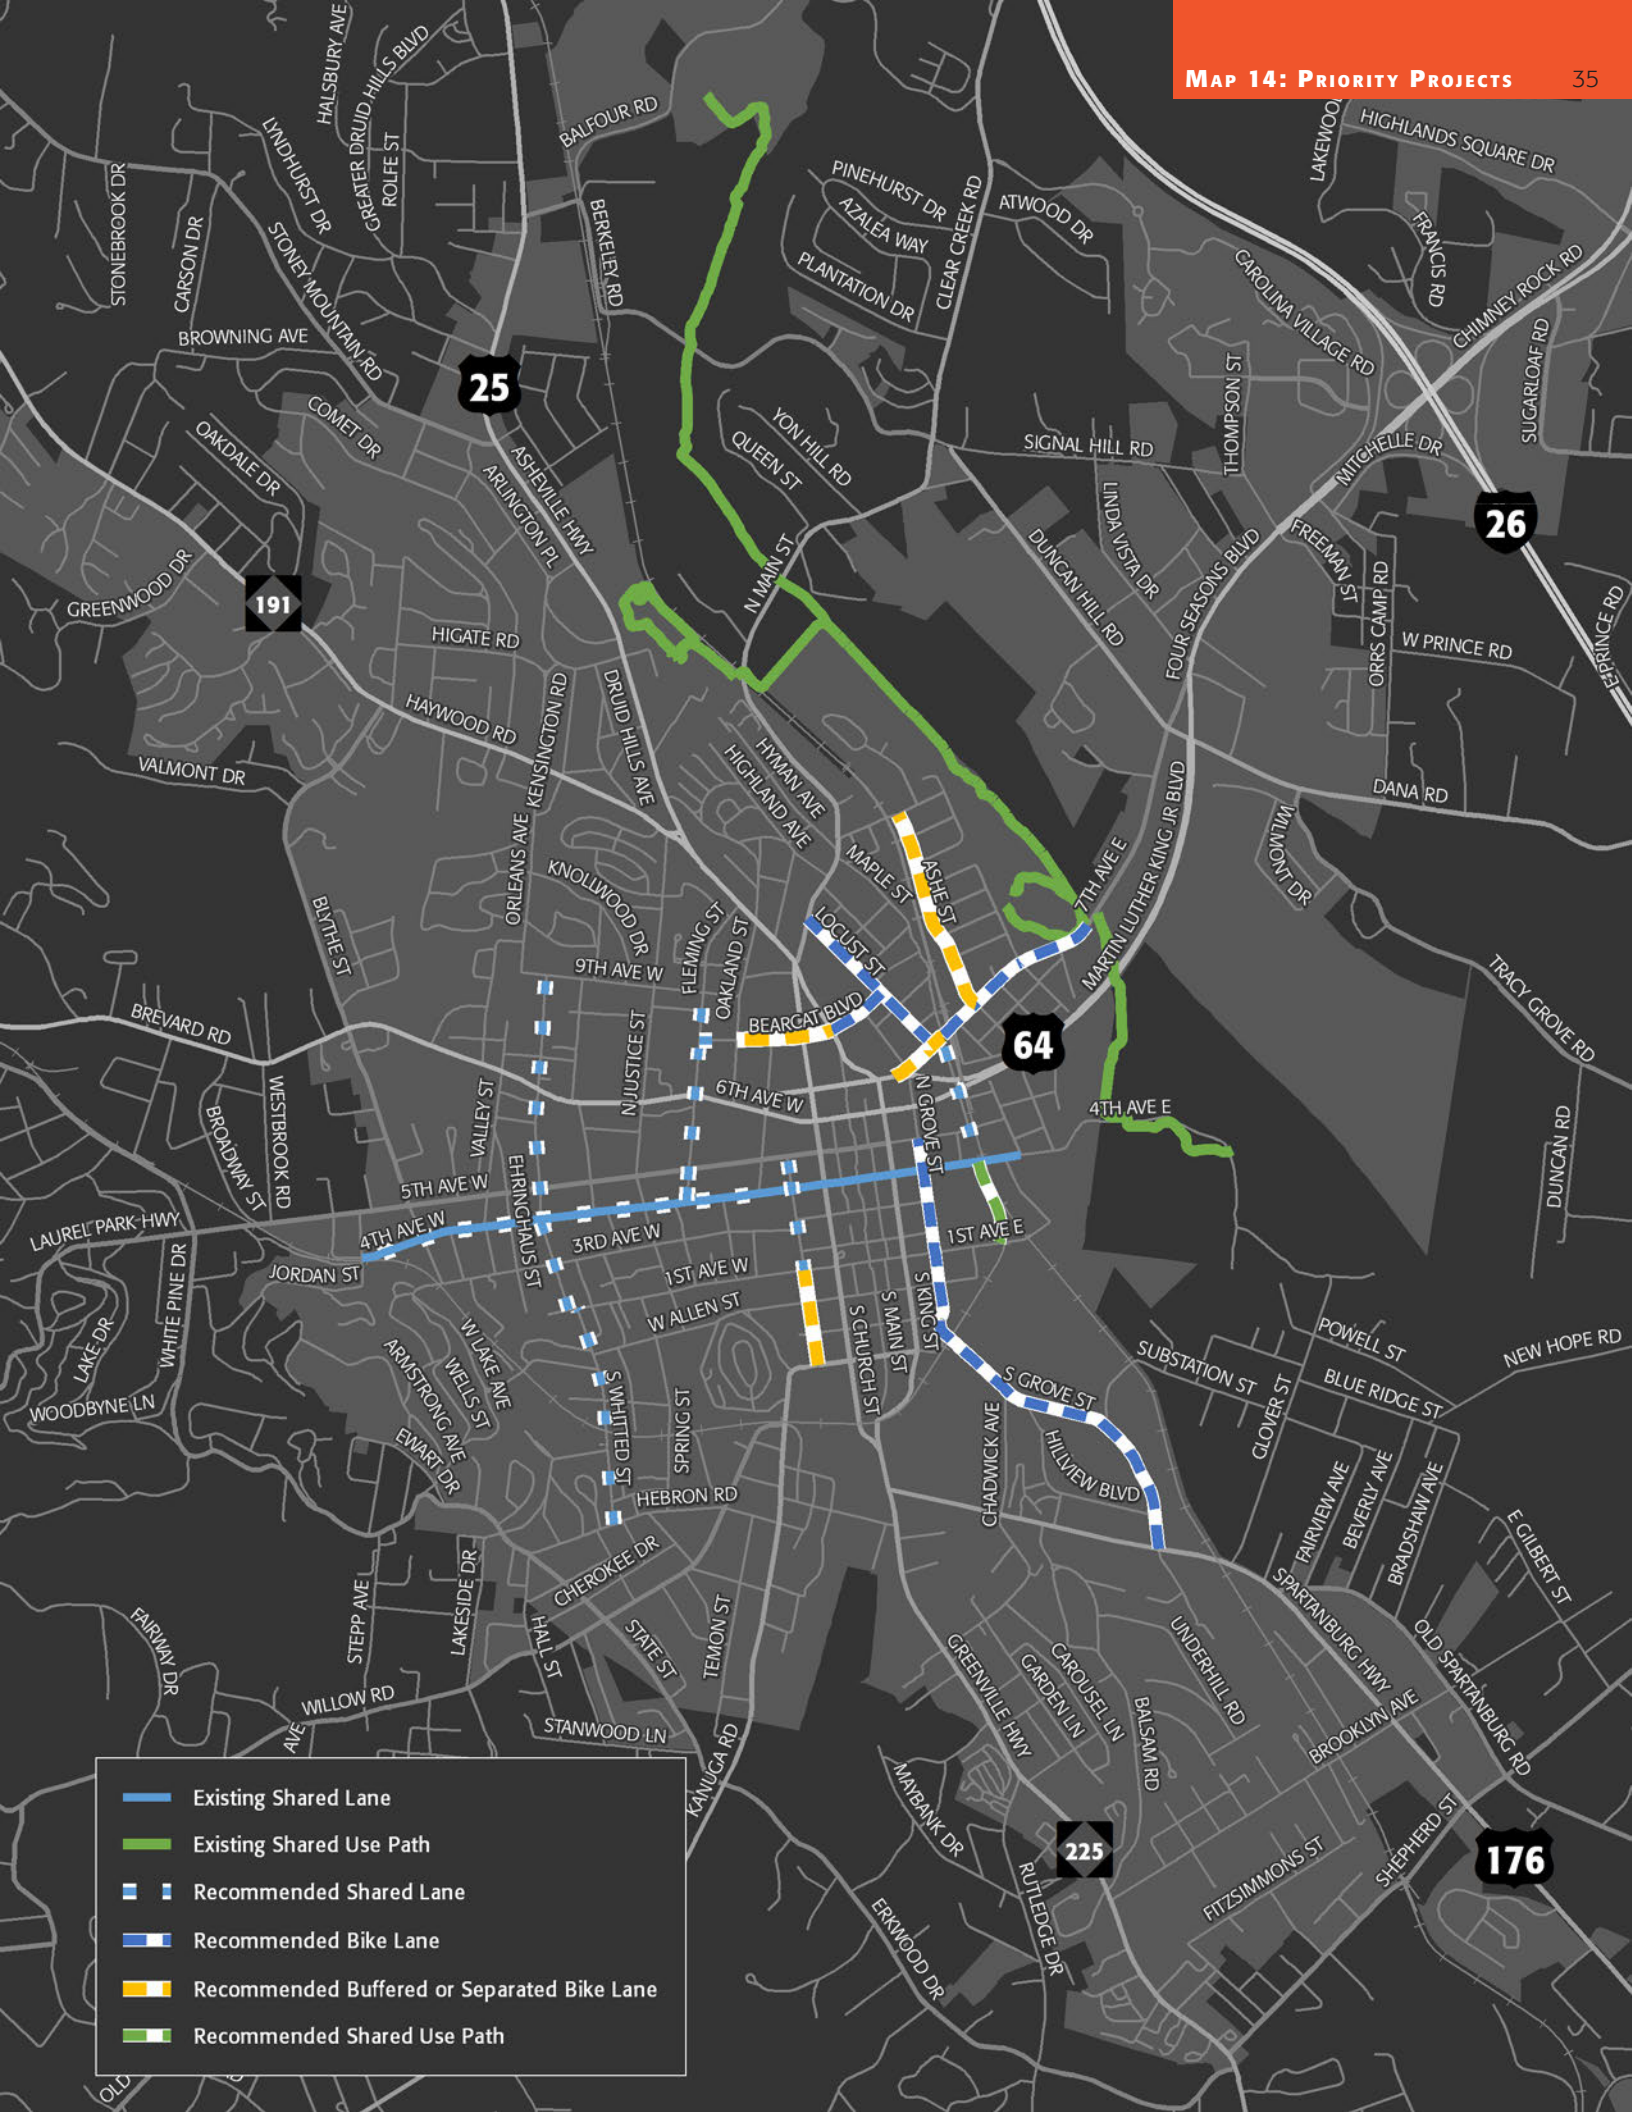 MAP 14: PRIORITY PROJECTS 35
HALSBURY AVE
GREATER DRUID HILLS BLVD
ROLFE ST
LYNDHURST DR
STONEBROOK DR
CARSON DR
STONEY MOUNTAIN RD
BROWNING AVE
BALFOUR RD
BERKELEY RD
PINEHURST DR
AZALEA WAY
PLANTATION DR
CLEAR CREEK RD
ATWOOD DR
HIGHLANDS SQUARE DR
FRANCIS RD
CAROLINA VILLAGE RD
CHIMNEY ROCK RD
SUGARLOAF RD
THOMPSON ST
25
COMET DR
OAKDALE DR
ASHEVILLE HWY
ARLINGTON PL
YON HILL RD
QUEEN ST
SIGNAL HILL RD
MITCHELLE DR
LINDA VISTA DR
DUNCAN HILL RD
FOUR SEASONS BLVD
FREEMAN ST
26
ORRS CAMP RD
W PRINCE RD
E PRINCE RD
GREENWOOD DR
191
N MAIN ST
HIGATE RD
HAYWOOD RD
KENSINGTON RD
DRUID HILLS AVE
VALMONT DR
HYMAN AVE
HIGHLAND AVE
DANA RD
WILMONT DR
MARTIN LUTHER KING JR BLVD
7TH AVE E
ORLEANS AVE
KNOLLWOOD DR
MAPLE ST
ASHE ST
BLYTHE ST
FLEMING ST
OAKLAND ST
LOCUST ST
9TH AVE W
BEARCAT BLVD
BREVARD RD
TRACY GROVE RD
64
N JUSTICE ST
VALLEY ST
6TH AVE W
N GROVE ST
4TH AVE E
WESTBROOK RD
BROADWAY ST
DUNCAN RD
5TH AVE W
EHRINGHAUS ST
LAUREL PARK HWY
4TH AVE W
3RD AVE W
1ST AVE E
WHITE PINE DR
JORDAN ST
1ST AVE W
W ALLEN ST
S CHURCH ST
S MAIN ST
S KING ST
LAKE DR
W LAKE AVE
WELLS ST
ARMSTRONG AVE
EWART DR
WOODBYNE LN
S WHITTED ST
SPRING ST
S GROVE ST
SUBSTATION ST
POWELL ST
NEW HOPE RD
BLUE RIDGE ST
GLOVER ST
CHADWICK AVE
HILLVIEW BLVD
HEBRON RD
FAIRVIEW AVE
BEVERLY AVE
BRADSHAW AVE
E GILBERT ST
CHEROKEE DR
STEPP AVE
LAKESIDE DR
FAIRWAY DR
HALL ST
STATE ST
TEMON ST
WILLOW RD
STANWOOD LN
AVE
KANUGA RD
GREENVILLE HWY
GARDEN LN
CAROUSEL LN
BALSAM RD
UNDERHILL RD
SPARTANBURG HWY
OLD SPARTANBURG RD
BROOKLYN AVE
MAYBANK DR
225
RUTLEDGE DR
ERKWOOD DR
FITZSIMMONS ST
SHEPHERD ST
176
Existing Shared Lane
Existing Shared Use Path
Recommended Shared Lane
Recommended Bike Lane
Recommended Buffered or Separated Bike Lane
Recommended Shared Use Path
OLD